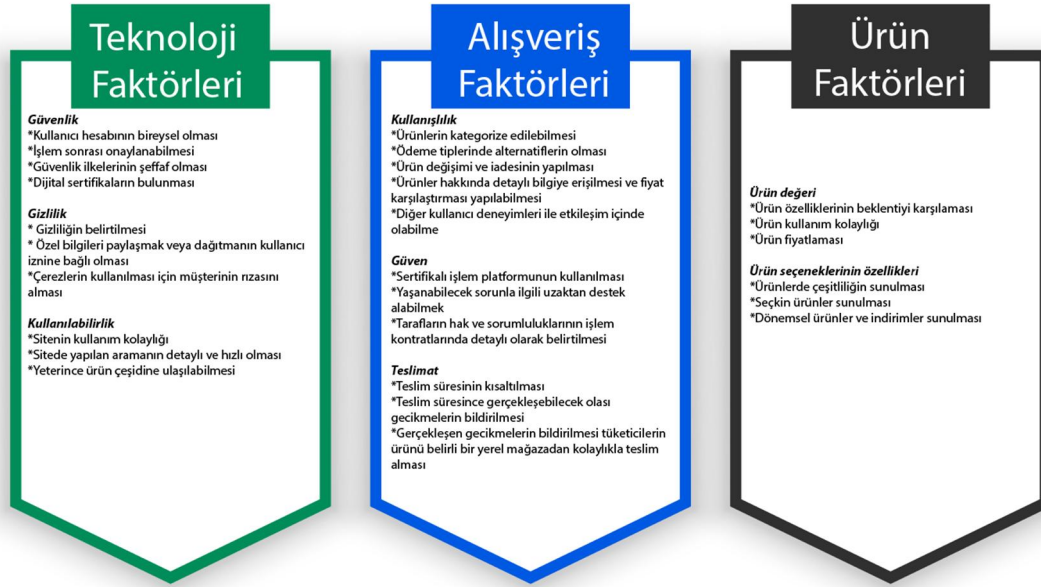 Teknoloji
Faktörleri
Güvenlik
*Kullanıcı hesabının bireysel olması
*İşlem sonrası onaylanabilmesi
*Güvenlik ilkelerinin şeffaf olması
*Dijital sertifikaların bulunması
Gizlilik
* Gizliliğin belirtilmesi
* Özel bilgileri paylaşmak veya dağıtmanın kullanıcı
iznine bağlı olması
*Çerezlerin kullanılması için müşterinin rızasını
alması
Kullanılabilirlik
*Sitenin kullanım kolaylığı
*Sitede yapılan aramanın detaylı ve hızlı olması
*Yeterince ürün çeşidine ulaşılabilmesi
Alışveriş
Faktörleri
Kullanışlılık
*Ürünlerin kategorize edilebilmesi
*Ödeme tiplerinde alternatiflerin olması
*Ürün değişimi ve iadesinin yapılması
*Ürünler hakkında detaylı bilgiye erişilmesi ve fiyat
karşılaştırması yapılabilmesi
*Diğer kullanıcı deneyimleri ile etkileşim içinde
olabilme
Güven
*Sertifikalı işlem platformunun kullanılması
*Yaşanabilecek sorunla ilgili uzaktan destek
alabilmek
*Tarafların hak ve sorumluluklarının işlem
kontratlarında detaylı olarak belirtilmesi
Teslimat
*Teslim süresinin kısaltılması
*Teslim süresince gerçekleşebilecek olası
gecikmelerin bildirilmesi
*Gerçekleşen gecikmelerin bildirilmesi tüketicilerin
ürünü belirli bir yerel mağazadan kolaylıkla teslim
alması
Ürün
Faktörleri
Ürün değeri
*Ürün özelliklerinin beklentiyi karşılaması
*Ürün kullanım kolaylığı
*Ürün fiyatlaması
Ürün seçeneklerinin özellikleri
*Ürünlerde çeşitliliğin sunulması
*Seçkin ürünler sunulması
*Dönemsel ürünler ve indirimler sunulması